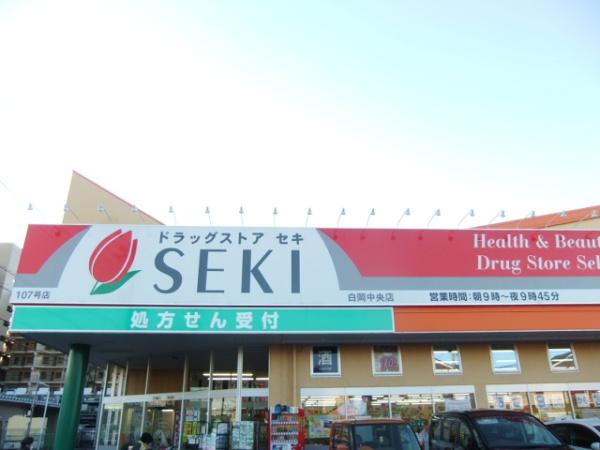 ドラッグストア セキ
SEKI
107号店
白岡中央店
Health & Beau
Drug Store Se
営業時間:朝9時〜夜9時45分
処方せん受付
酒